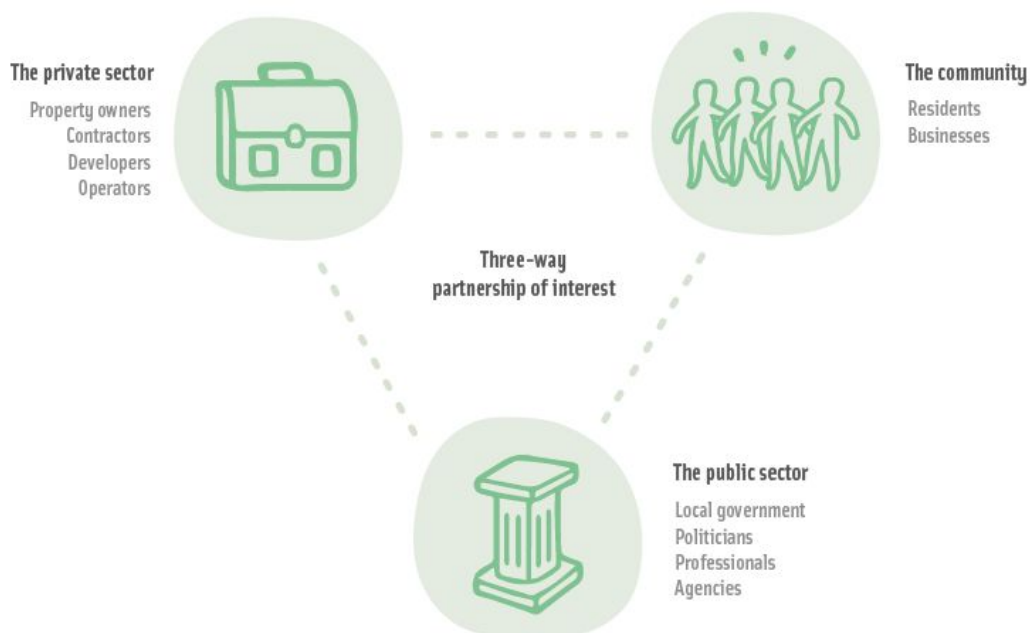 The private sector
Property owners
Contractors
Developers
Operators
The community
Residents
Businesses
Three-way
partnership of interest
The public sector
Local government
Politicians
Professionals
Agencies